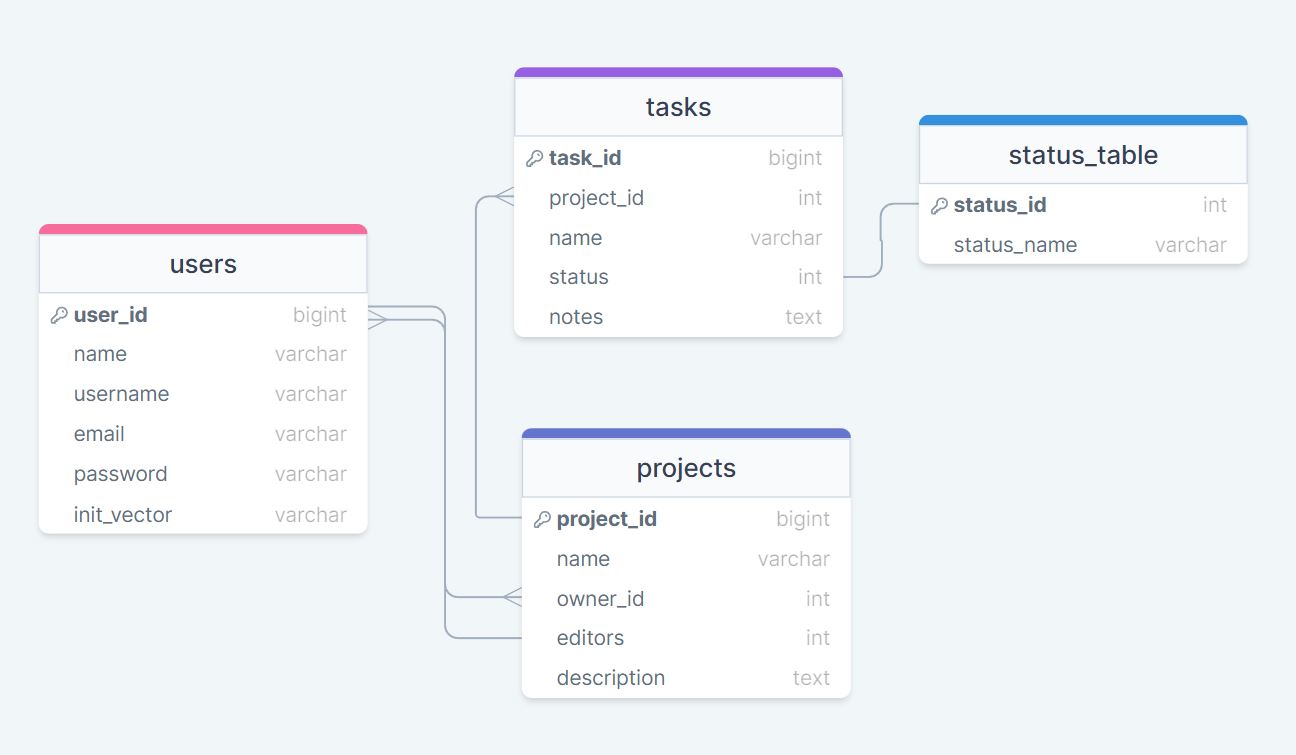 users
user_id bigint
name varchar
username varchar
email varchar
password varchar
init_vector varchar
tasks
task_id bigint
project_id int
name varchar
status int
notes text
status_table
status_id int
status_name varchar
projects
project_id bigint
name varchar
owner_id int
editors int
description text